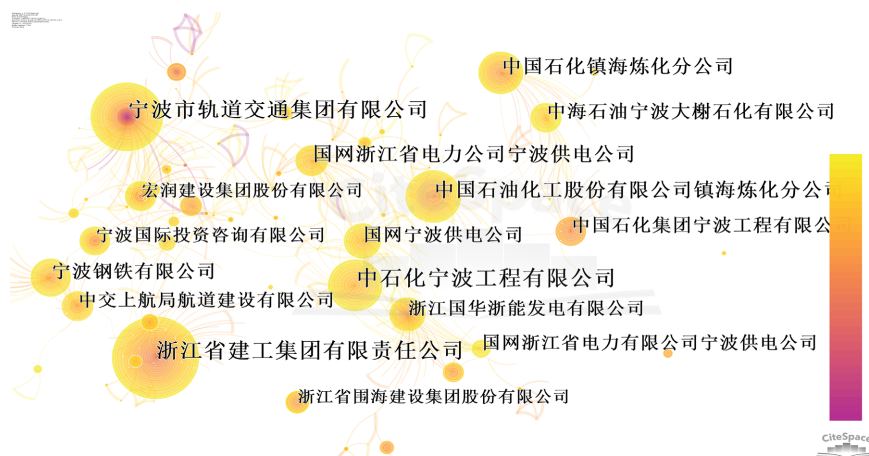 中国石化镇海炼化分公司
宁波市轨道交通集团有限公司
中海石油宁波大榭石化有限公司
国网浙江省电力公司宁波供电公司
宏润建设集团股份有限公司
中国石油化工股份有限公司镇海炼化分公司
中国石化集团宁波工程有限公
宁波国际投资咨询有限公司
国网宁波供电公司
宁波钢铁有限公司
中石化宁波工程有限公司
中交上航局航道建设有限公司
浙江国华浙能发电有限公司
浙江省建工集团有限责任公司
国网浙江省电力有限公司宁波供电公司
浙江省围海建设集团股份有限公司
CiteSpace
CiteSpace